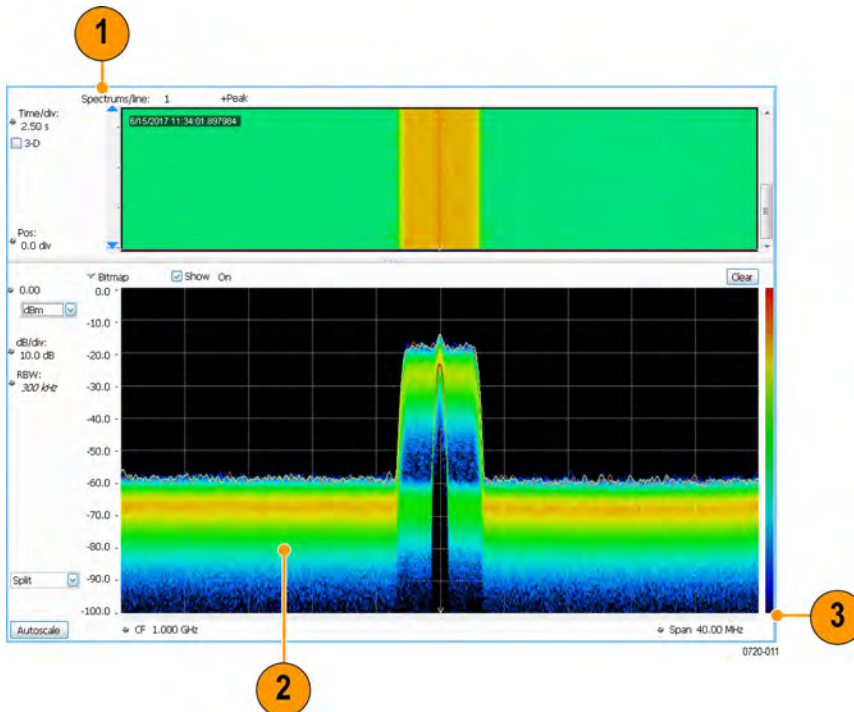 1
Spectrums/line: 1 +Peak
Time/div:
2.50 s
3-D
6/15/2017 11:34:01.897984
Pos:
0.0 div
Bitmap Show On Clear
0.00
dBm
dB/div:
10.0 dB
RBW:
300 kHz
0.0
-10.0
-20.0
-30.0
-40.0
-50.0
-60.0
-70.0
-80.0
-90.0
-100.0
Split
Autoscale
CF 1.000 GHz
Span 40.00 MHz
3
0720-011
2